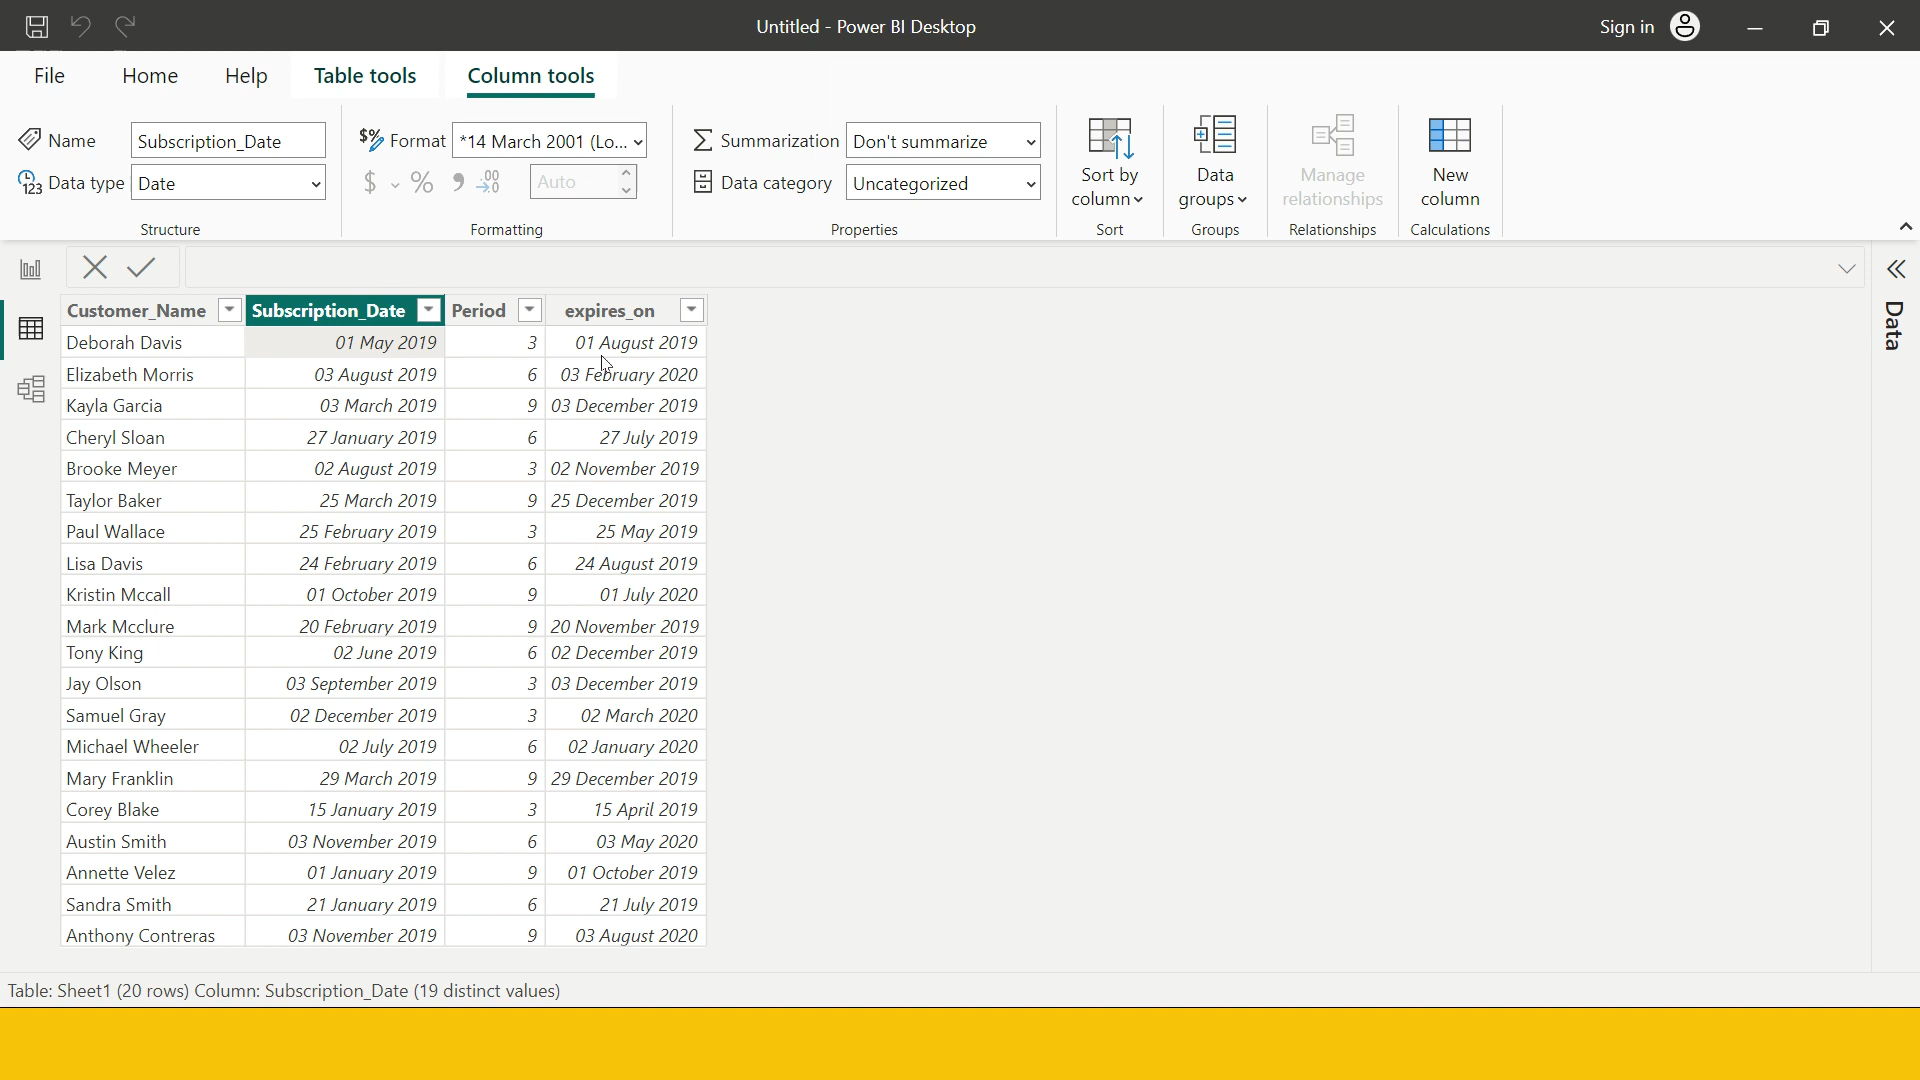 Untitled - Power BI Desktop
Sign in
File Home Help Table tools Column tools
Name Subscription_Date Format *14 March 2001 (Lo... Summarization Don't summarize
Data type Date $ % 9 .00 Auto Data category Uncategorized
Sort by column Data groups Manage relationships New column
Structure Formatting Properties Sort Groups Relationships Calculations
Customer_Name Subscription_Date Period expires_on
Deborah Davis 01 May 2019 3 01 August 2019
Elizabeth Morris 03 August 2019 6 03 February 2020
Kayla Garcia 03 March 2019 9 03 December 2019
Cheryl Sloan 27 January 2019 6 27 July 2019
Brooke Meyer 02 August 2019 3 02 November 2019
Taylor Baker 25 March 2019 9 25 December 2019
Paul Wallace 25 February 2019 3 25 May 2019
Lisa Davis 24 February 2019 6 24 August 2019
Kristin Mccall 01 October 2019 9 01 July 2020
Mark Mcclure 20 February 2019 9 20 November 2019
Tony King 02 June 2019 6 02 December 2019
Jay Olson 03 September 2019 3 03 December 2019
Samuel Gray 02 December 2019 3 02 March 2020
Michael Wheeler 02 July 2019 6 02 January 2020
Mary Franklin 29 March 2019 9 29 December 2019
Corey Blake 15 January 2019 3 15 April 2019
Austin Smith 03 November 2019 6 03 May 2020
Annette Velez 01 January 2019 9 01 October 2019
Sandra Smith 21 January 2019 6 21 July 2019
Anthony Contreras 03 November 2019 9 03 August 2020
Data
Table: Sheet1 (20 rows) Column: Subscription_Date (19 distinct values)